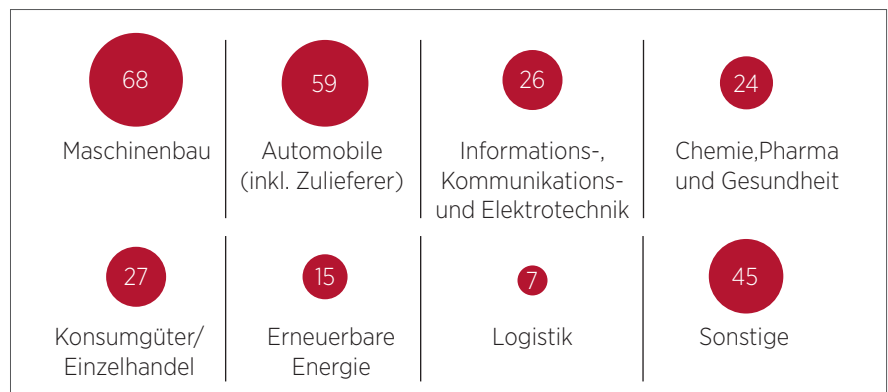 68
Maschinenbau
59
Automobile
(inkl. Zulieferer)
26
Informations-,
Kommunikations-
und Elektrotechnik
24
Chemie,Pharma
und Gesundheit
27
Konsumgüter/
Einzelhandel
15
Erneuerbare
Energie
7
Logistik
45
Sonstige